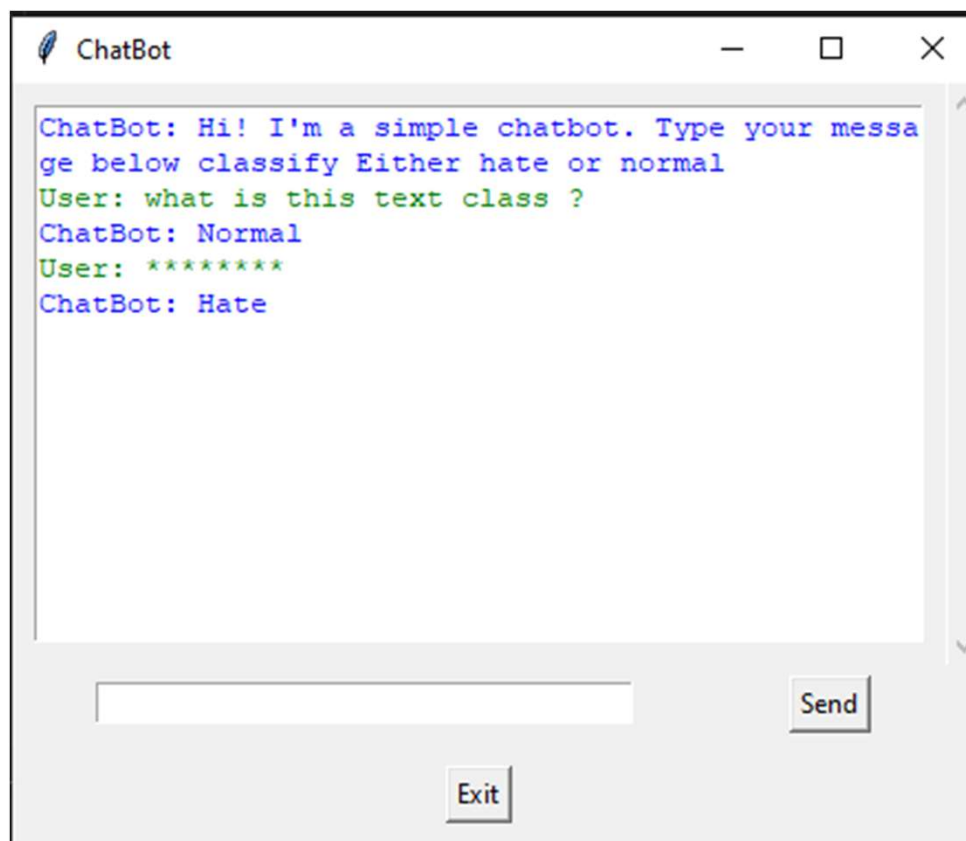 ChatBot
ChatBot: Hi! I'm a simple chatbot. Type your messa
ge below classify Either hate or normal
User: what is this text class ?
ChatBot: Normal
User: ********
ChatBot: Hate
Send
Exit